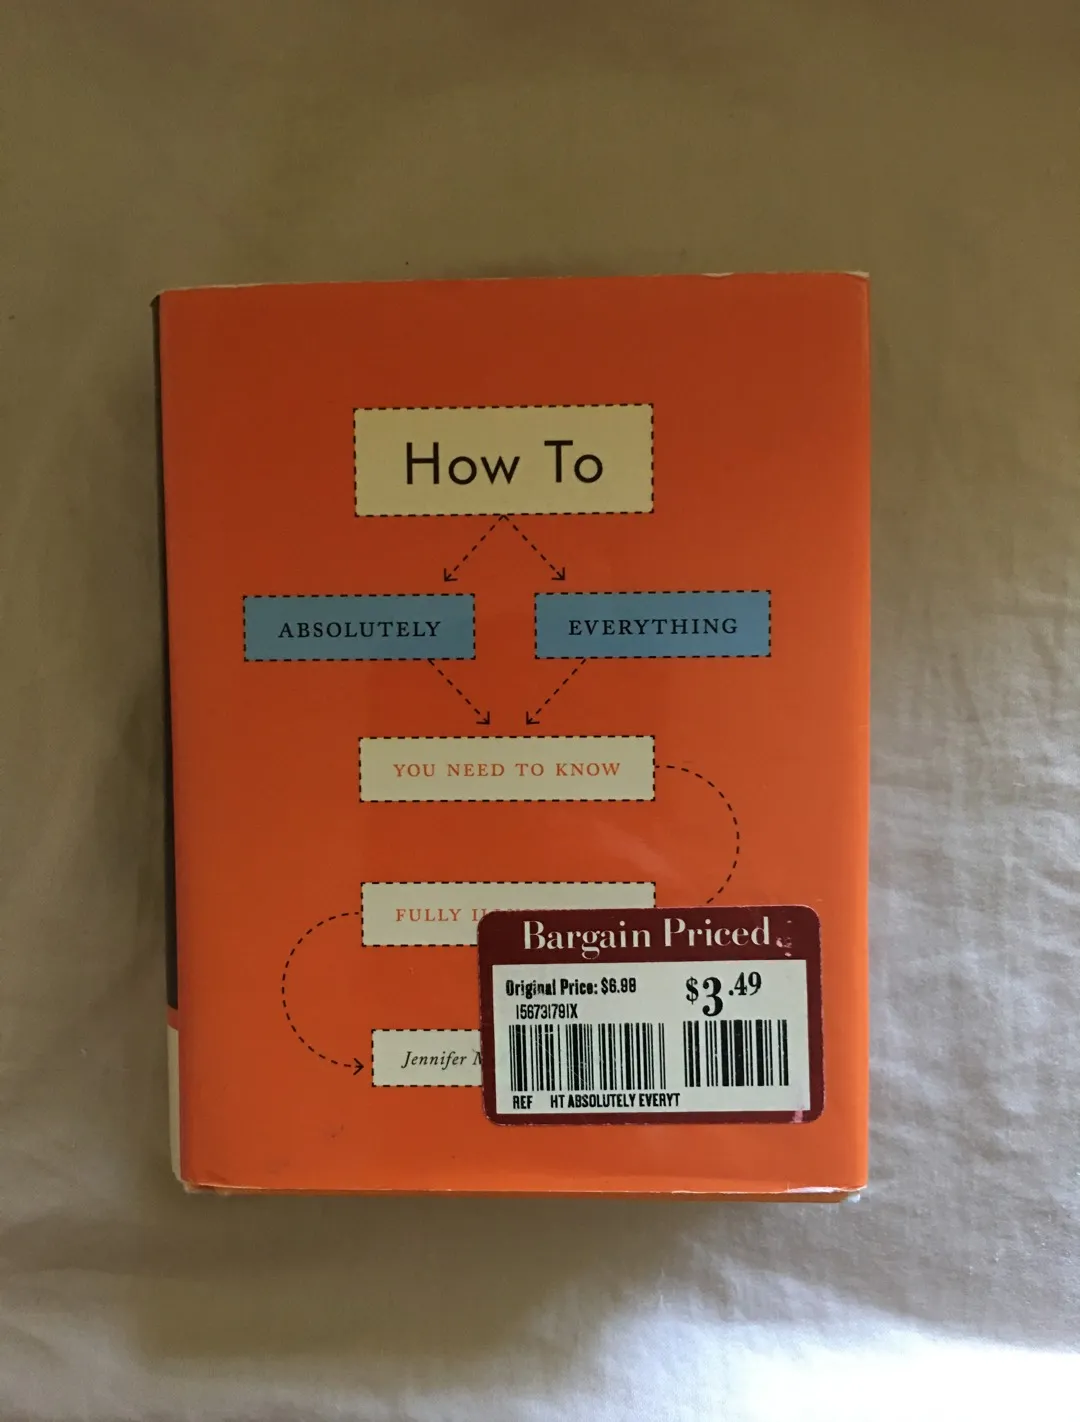 How To
ABSOLUTELY
EVERYTHING
YOU NEED TO KNOW
FULLY
Jennifer
Bargain Priced
Original Price: $6.98
$3.49
156731791X
REF HT ABSOLUTELY EVERYT